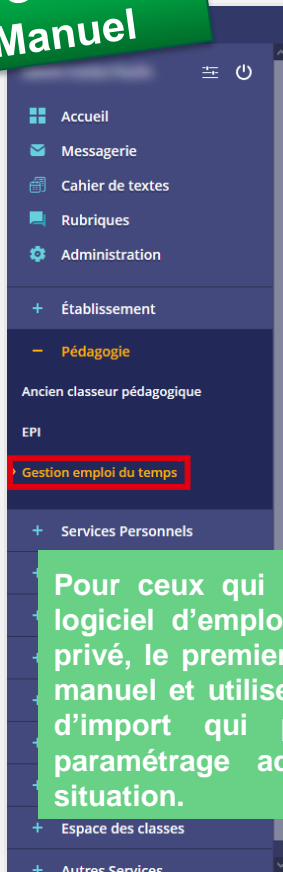 Manuel
Accueil
Messagerie
Cahier de textes
Rubriques
Administration
+ Établissement
− Pédagogie
Ancien classeur pédagogique
EPI
Gestion emploi du temps
+ Services Personnels
Pour ceux qui
logiciel d’emplo
privé, le premier
manuel et utilise
d’import qui
paramétrage ac
situation.
+ Espace des classes
+ Autres Services